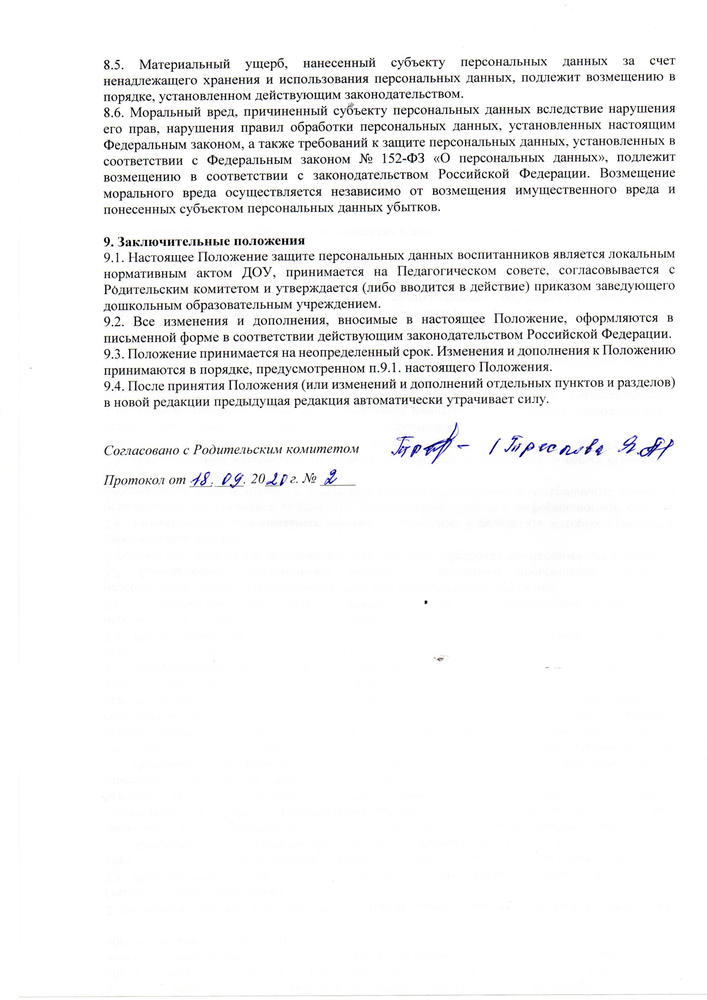 8.5. Материальный ущерб, нанесенный субъекту персональных данных за счет
ненадлежащего хранения и использования персональных данных, подлежит возмещению в
порядке, установленном действующим законодательством.
8.6. Моральный вред, причиненный субъекту персональных данных вследствие нарушения
его прав, нарушения правил обработки персональных данных, установленных настоящим
Федеральным законом, а также требований к защите персональных данных, установленных в
соответствии с Федеральным законом № 152-ФЗ «О персональных данных», подлежит
возмещению в соответствии с законодательством Российской Федерации. Возмещение
морального вреда осуществляется независимо от возмещения имущественного вреда и
понесенных субъектом персональных данных убытков.
9. Заключительные положения
9.1. Настоящее Положение защите персональных данных воспитанников является локальным
нормативным актом ДОУ, принимается на Педагогическом совете, согласовывается с
Родительским комитетом и утверждается (либо вводится в действие) приказом заведующего
дошкольным образовательным учреждением.
9.2. Все изменения и дополнения, вносимые в настоящее Положение, оформляются в
письменной форме в соответствии действующим законодательством Российской Федерации.
9.3. Положение принимается на неопределенный срок. Изменения и дополнения к Положению
принимаются в порядке, предусмотренном п.9.1. настоящего Положения.
9.4. После принятия Положения (или изменений и дополнений отдельных пунктов и разделов)
в новой редакции предыдущая редакция автоматически утрачивает силу.
Согласовано с Родительским комитетом
Протокол от 18. 09. 2020 г. № 2